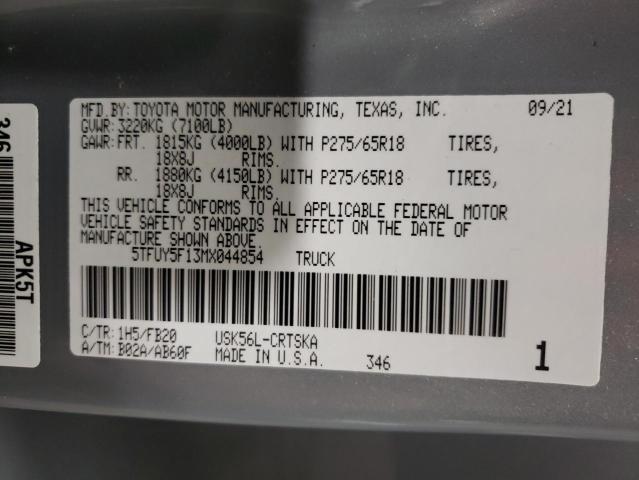 MFD.BY:TOYOTA MOTOR MANUFACTURING, TEXAS, INC. 09/21
GVWR:3220KG (7100LB)
GAWR:FRT. 1815KG (4000LB) WITH P275/65R18 TIRES,
18X8J RIMS.
RR. 1880KG (4150LB) WITH P275/65R18 TIRES,
18X8J RIMS.
THIS VEHICLE CONFORMS TO ALL APPLICABLE FEDERAL MOTOR
VEHICLE SAFETY STANDARDS IN EFFECT ON THE DATE OF
MANUFACTURE SHOWN ABOVE.
5TFUY5F13MX044854 TRUCK
C/TR:1H5/FB20 USK56L-CRTSKA
A/TM:B02A/AB60F MADE IN U.S.A. 346 1
346
APK5T